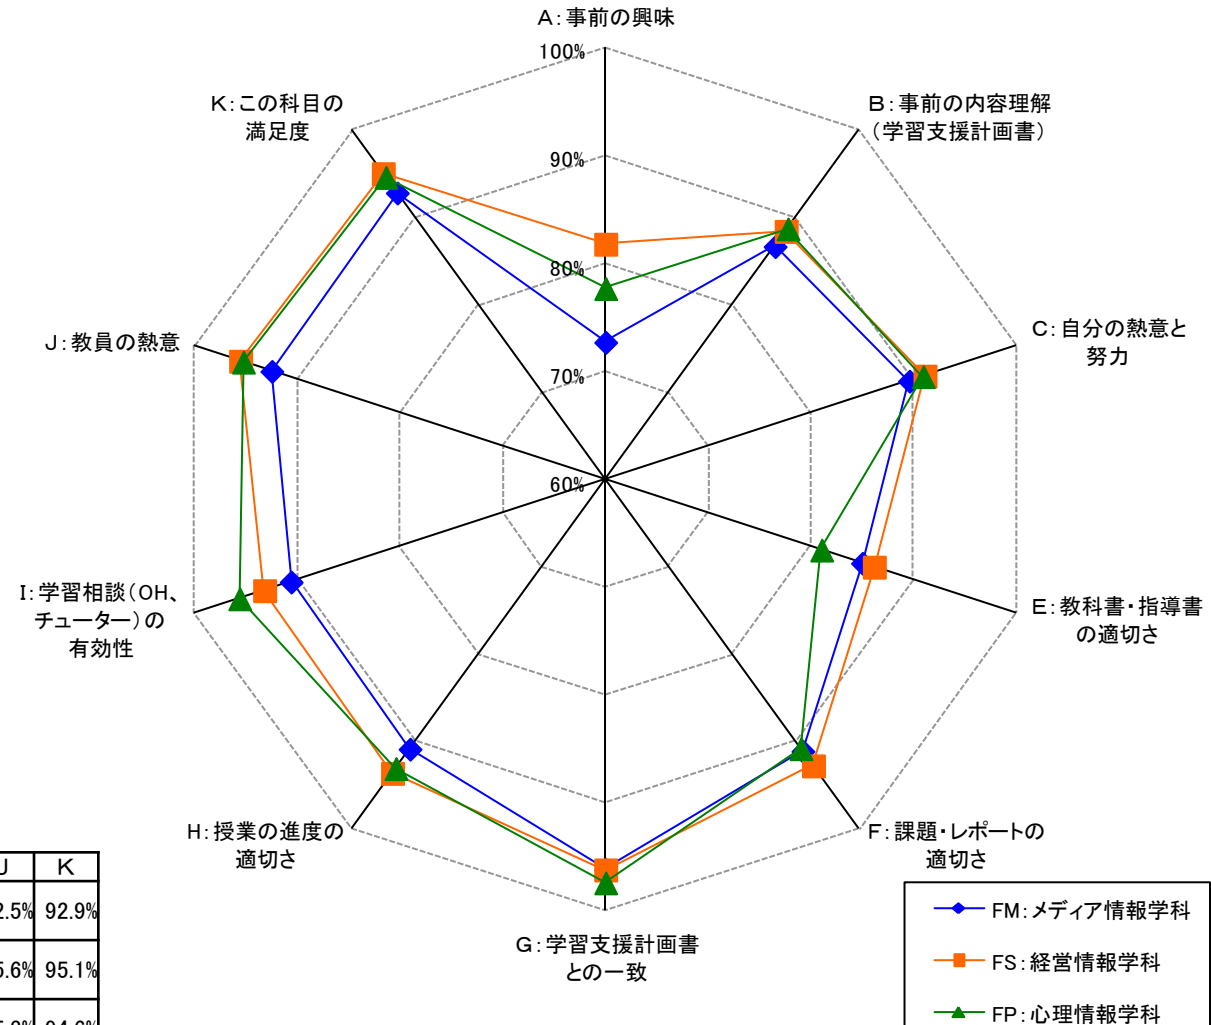 A:事前の興味
100%
K:この科目の
満足度
B:事前の内容理解
(学習支援計画書)
90%
80%
J:教員の熱意
C:自分の熱意と
努力
70%
60%
I:学習相談(OH、
チューター)の
有効性
E:教科書・指導書
の適切さ
H:授業の進度の
適切さ
F:課題・レポートの
適切さ
G:学習支援計画書
との一致
J K
2.5% 92.9%
5.6% 95.1%
94.6%
FM:メディア情報学科
FS:経営情報学科
FP:心理情報学科